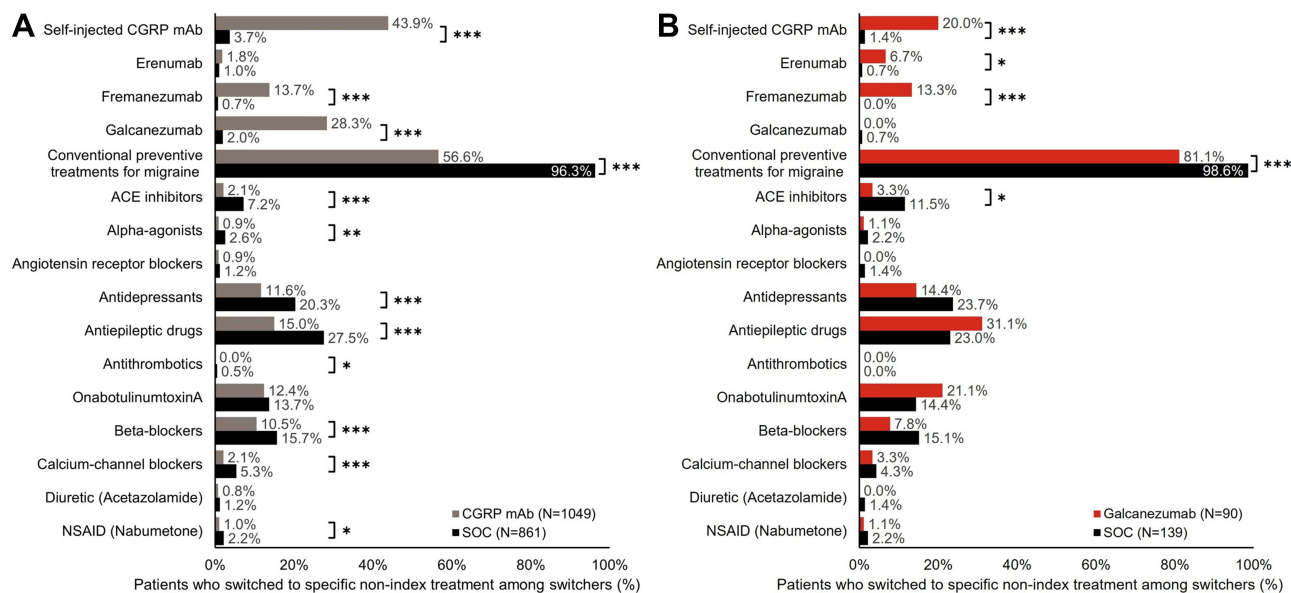 A
Self-injected CGRP mAb 43.9% 3.7% ***
Erenumab 1.8% 1.0%
Fremanezumab 13.7% 0.7% ***
Galcanezumab 28.3% 2.0% ***
Conventional preventive
treatments for migraine 56.6% 96.3% ***
ACE inhibitors 2.1% 7.2% ***
Alpha-agonists 0.9% 2.6% **
Angiotensin receptor blockers 0.9% 1.2%
Antidepressants 11.6% 20.3% ***
Antiepileptic drugs 15.0% 27.5% ***
Antithrombotics 0.0% 0.5% *
OnabotulinumtoxinA 12.4% 13.7%
Beta-blockers 10.5% 15.7% ***
Calcium-channel blockers 2.1% 5.3% ***
Diuretic (Acetazolamide) 0.8% 1.2%
NSAID (Nabumetone) 1.0% 2.2% *
CGRP mAb (N=1049)
SOC (N=861)
0% 20% 40% 60% 80% 100%
Patients who switched to specific non-index treatment among switchers (%)
B
Self-injected CGRP mAb 20.0% 1.4% ***
Erenumab 6.7% 0.7% *
Fremanezumab 13.3% 0.0% ***
Galcanezumab 0.0% 0.7%
Conventional preventive
treatments for migraine 81.1% 98.6% ***
ACE inhibitors 3.3% 11.5% *
Alpha-agonists 1.1% 2.2%
Angiotensin receptor blockers 0.0% 1.4%
Antidepressants 14.4% 23.7%
Antiepileptic drugs 31.1% 23.0%
Antithrombotics 0.0% 0.0%
OnabotulinumtoxinA 21.1% 14.4%
Beta-blockers 7.8% 15.1%
Calcium-channel blockers 3.3% 4.3%
Diuretic (Acetazolamide) 0.0% 1.4%
NSAID (Nabumetone) 1.1% 2.2%
Galcanezumab (N=90)
SOC (N=139)
0% 20% 40% 60% 80% 100%
Patients who switched to specific non-index treatment among switchers (%)